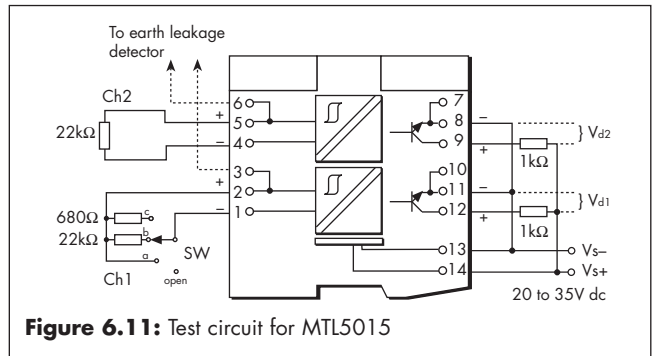 To earth leakage
detector
Ch2
22kΩ
+
−
6
5
4
3
2
1
+
−
680Ω
22kΩ
c
b
a
SW
open
Ch1
7
8
9
10
11
12
13
14
−
+
−
+
1kΩ
1kΩ
} Vd2
} Vd1
Vs−
Vs+
20 to 35V dc
Figure 6.11: Test circuit for MTL5015